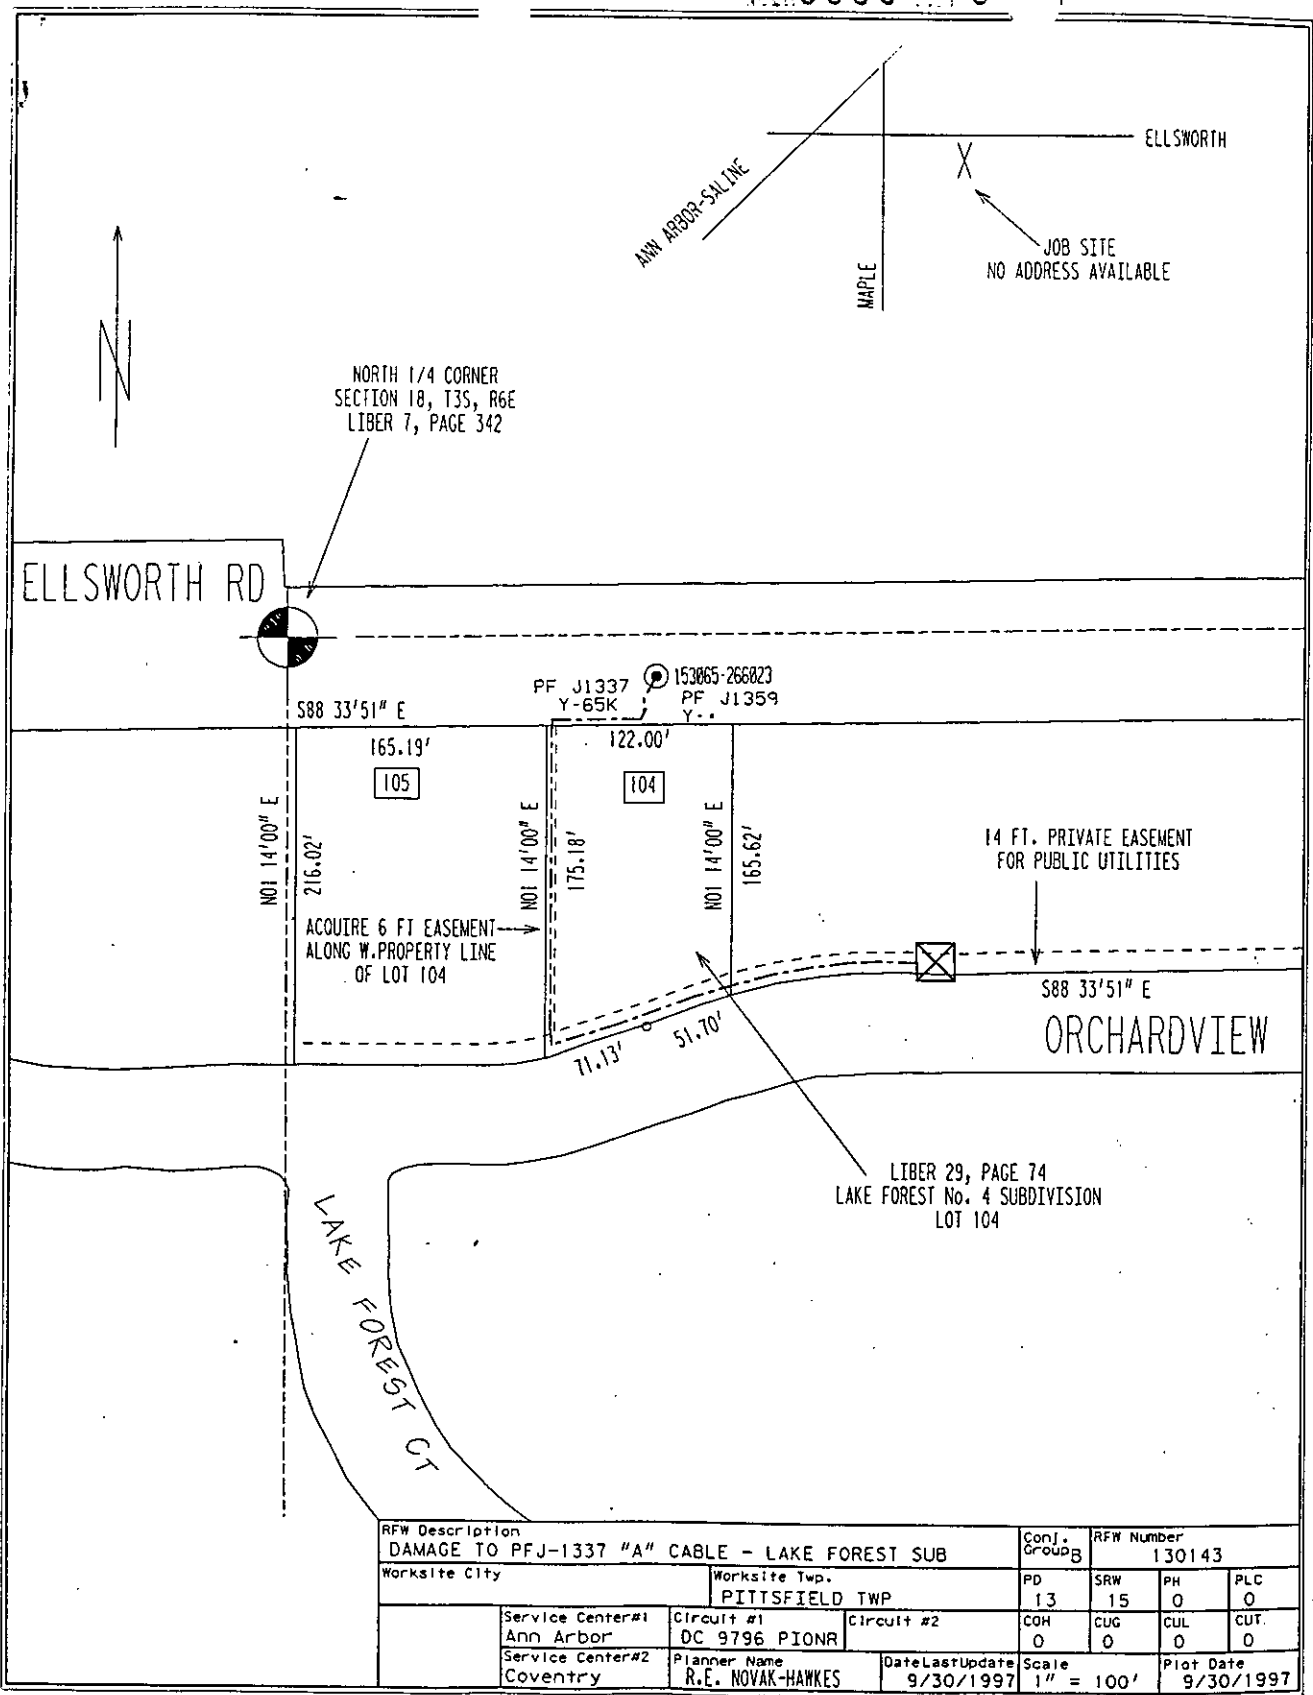 ELLSWORTH
ANN ARBOR-SALINE
MAPLE
JOB SITE
NO ADDRESS AVAILABLE
N
NORTH 1/4 CORNER
SECTION 18, T3S, R6E
LIBER 7, PAGE 342
ELLSWORTH RD
PF J1337
Y-65K
153065-266023
PF J1359
S88 33'51" E
165.19'
105
122.00'
104
N01 14'00" E
216.02'
N01 14'00" E
175.18'
N01 14'00" E
165.62'
14 FT. PRIVATE EASEMENT
FOR PUBLIC UTILITIES
ACQUIRE 6 FT EASEMENT
ALONG W.PROPERTY LINE
OF LOT 104
S88 33'51" E
ORCHARDVIEW
71.13'
51.70'
LIBER 29, PAGE 74
LAKE FOREST No. 4 SUBDIVISION
LOT 104
LAKE FOREST CT
RFW Description
DAMAGE TO PFJ-1337 "A" CABLE - LAKE FOREST SUB
Conj. Group B
RFW Number
130143
Worksite City
Worksite Twp.
PITTSFIELD TWP
PD
13
SRW
15
PH
0
PLC
0
Service Center#1
Ann Arbor
Circuit #1
DC 9796 PIONR
Circuit #2
COH
0
CUG
0
CUL
0
CUT.
0
Service Center#2
Coventry
Planner Name
R.E. NOVAK-HAWKES
DateLastUpdate
9/30/1997
Scale
1" = 100'
Plot Date
9/30/1997